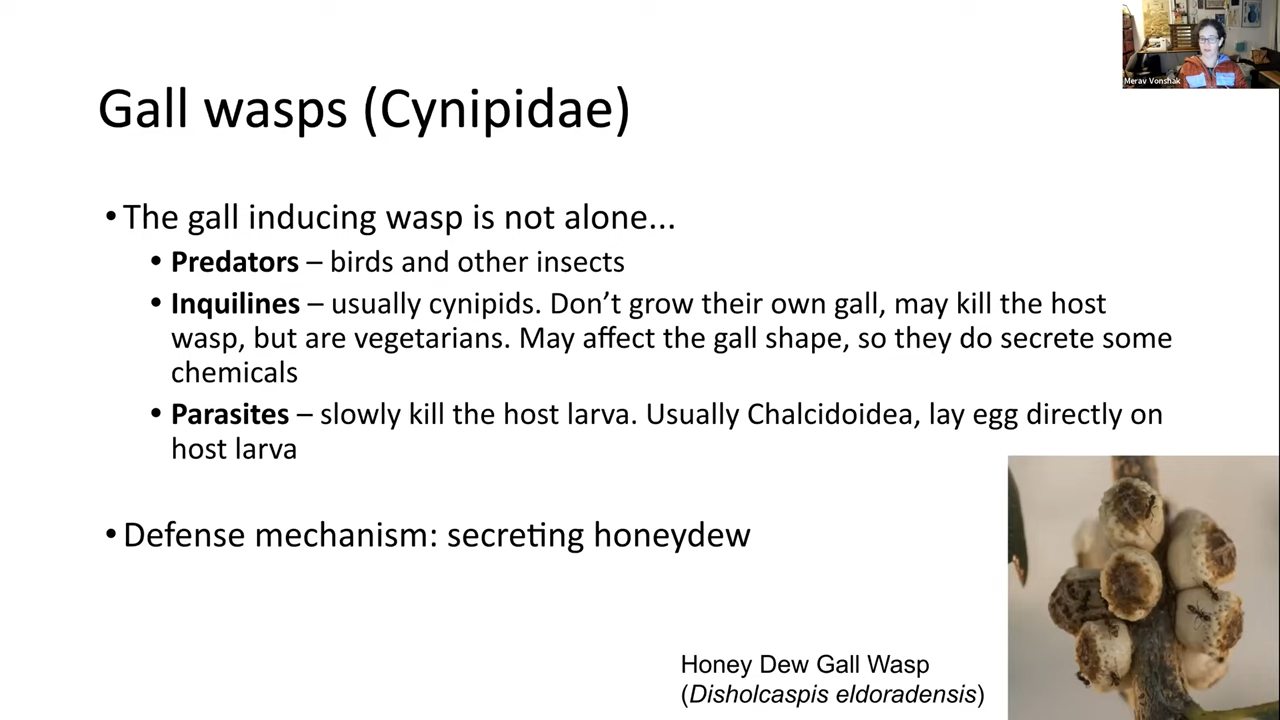 Merav Vonshak
Gall wasps (Cynipidae)
•The gall inducing wasp is not alone...
• Predators – birds and other insects
• Inquilines – usually cynipids. Don’t grow their own gall, may kill the host
wasp, but are vegetarians. May affect the gall shape, so they do secrete some
chemicals
• Parasites – slowly kill the host larva. Usually Chalcidoidea, lay egg directly on
host larva
•Defense mechanism: secreting honeydew
Honey Dew Gall Wasp
(Disholcaspis eldoradensis)